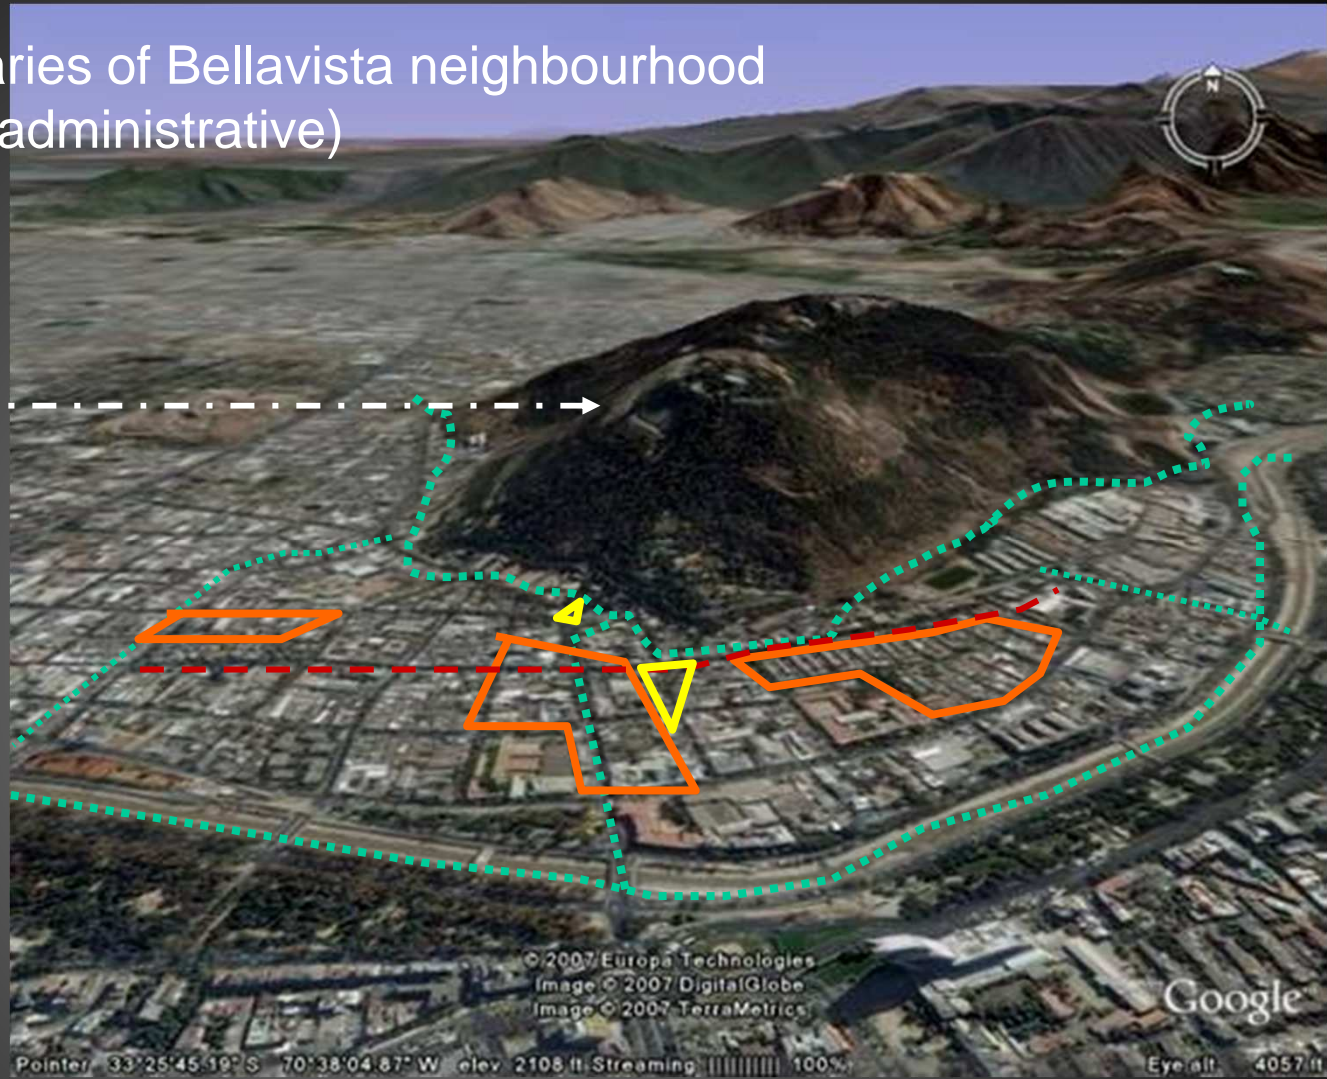 aries of Bellavista neighbourhood
administrative)
N
© 2007 Europa Technologies
Image © 2007 DigitalGlobe
Image © 2007 TerraMetrics
Google
Pointer 33°25'45.19" S 70°38'04.87" W elev 2108 ft Streaming |||||||||| 100% Eye alt 4057 ft